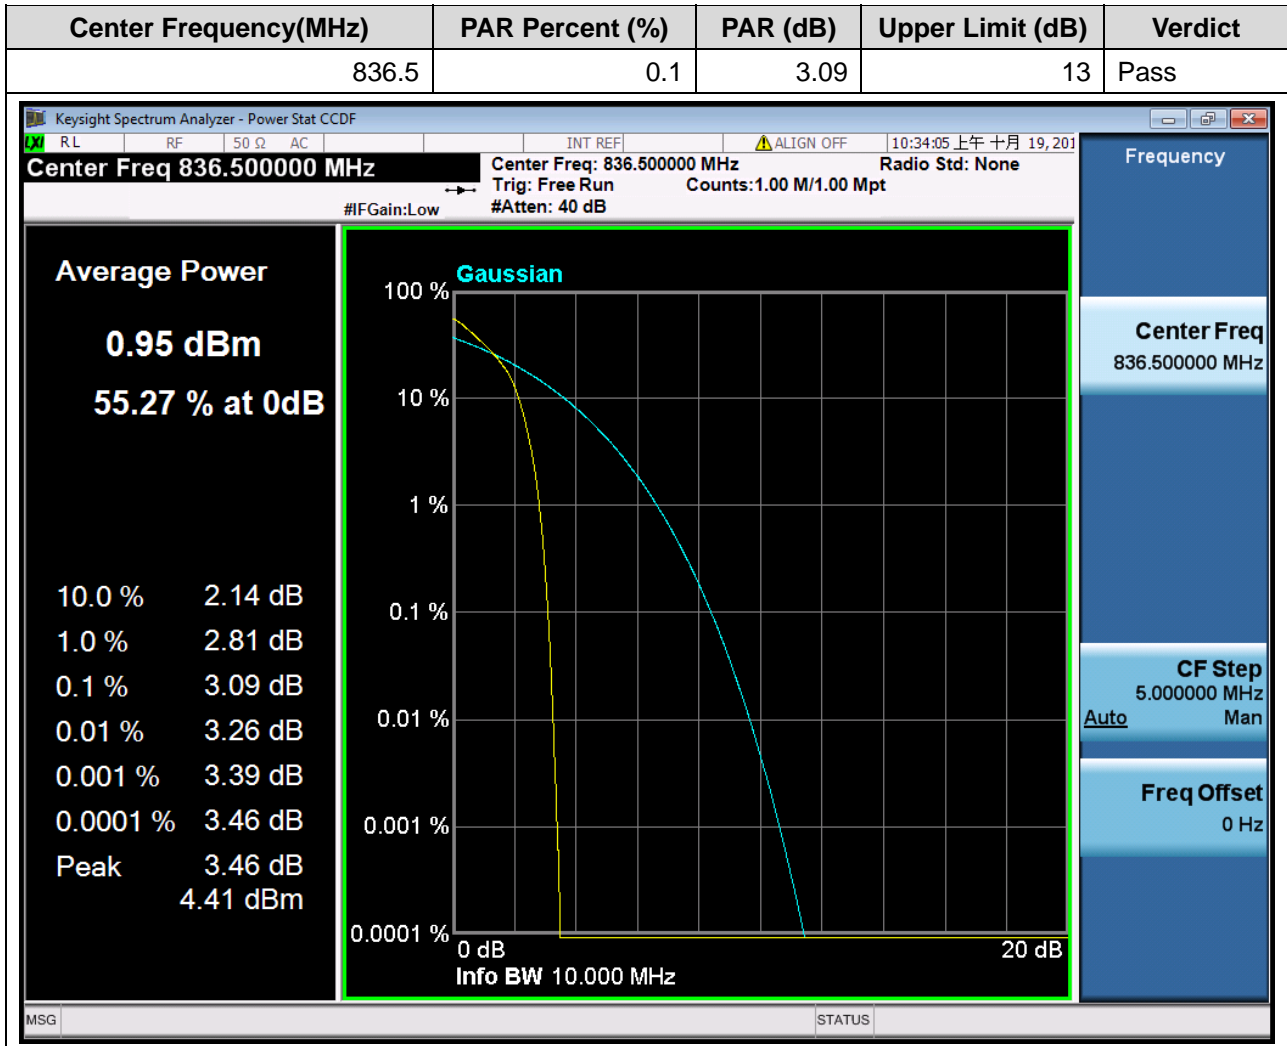 Center Frequency(MHz) PAR Percent (%) PAR (dB) Upper Limit (dB) Verdict
836.5 0.1 3.09 13 Pass
Keysight Spectrum Analyzer - Power Stat CCDF
LXI RL RF 50 Ω AC INT REF ALIGN OFF 10:34:05 上午 十月 19, 201
Center Freq 836.500000 MHz
Center Freq: 836.500000 MHz Radio Std: None
Trig: Free Run Counts:1.00 M/1.00 Mpt
#IFGain:Low #Atten: 40 dB
Average Power
0.95 dBm
55.27 % at 0dB
10.0 % 2.14 dB
1.0 % 2.81 dB
0.1 % 3.09 dB
0.01 % 3.26 dB
0.001 % 3.39 dB
0.0001 % 3.46 dB
Peak 3.46 dB
4.41 dBm
Gaussian
100 %
10 %
1 %
0.1 %
0.01 %
0.001 %
0.0001 %
0 dB 20 dB
Info BW 10.000 MHz
Frequency
Center Freq
836.500000 MHz
CF Step
5.000000 MHz
Auto Man
Freq Offset
0 Hz
MSG STATUS